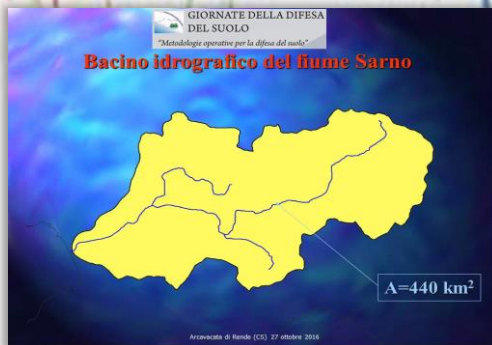 GIORNATE DELLA DIFESA
DEL SUOLO
"Metodologie operative per la difesa del suolo"
Bacino idrografico del fiume Sarno
A=440 km²
Arcavacata di Rende (CS) 27 ottobre 2016